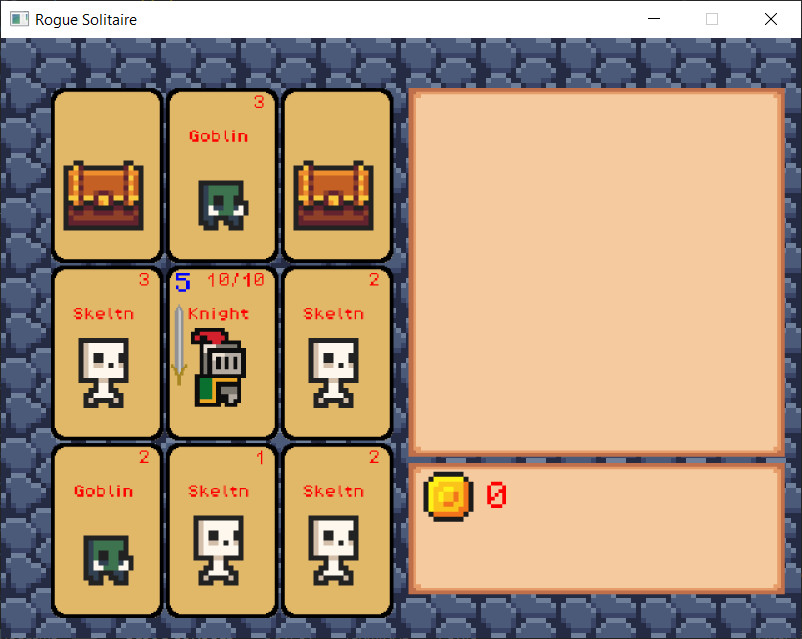 Rogue Solitaire
3
Goblin
3
Skeltn
5 10/10
Knight
2
Skeltn
2
Goblin
1
Skeltn
2
Skeltn
0